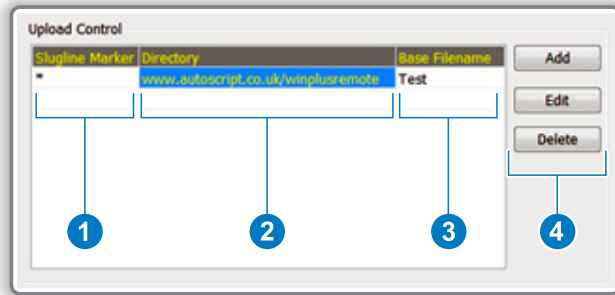 Upload Control
Slugline Marker Directory Base Filename
* www.autoscript.co.uk/winplusremote Test
Add
Edit
Delete
1 2 3 4